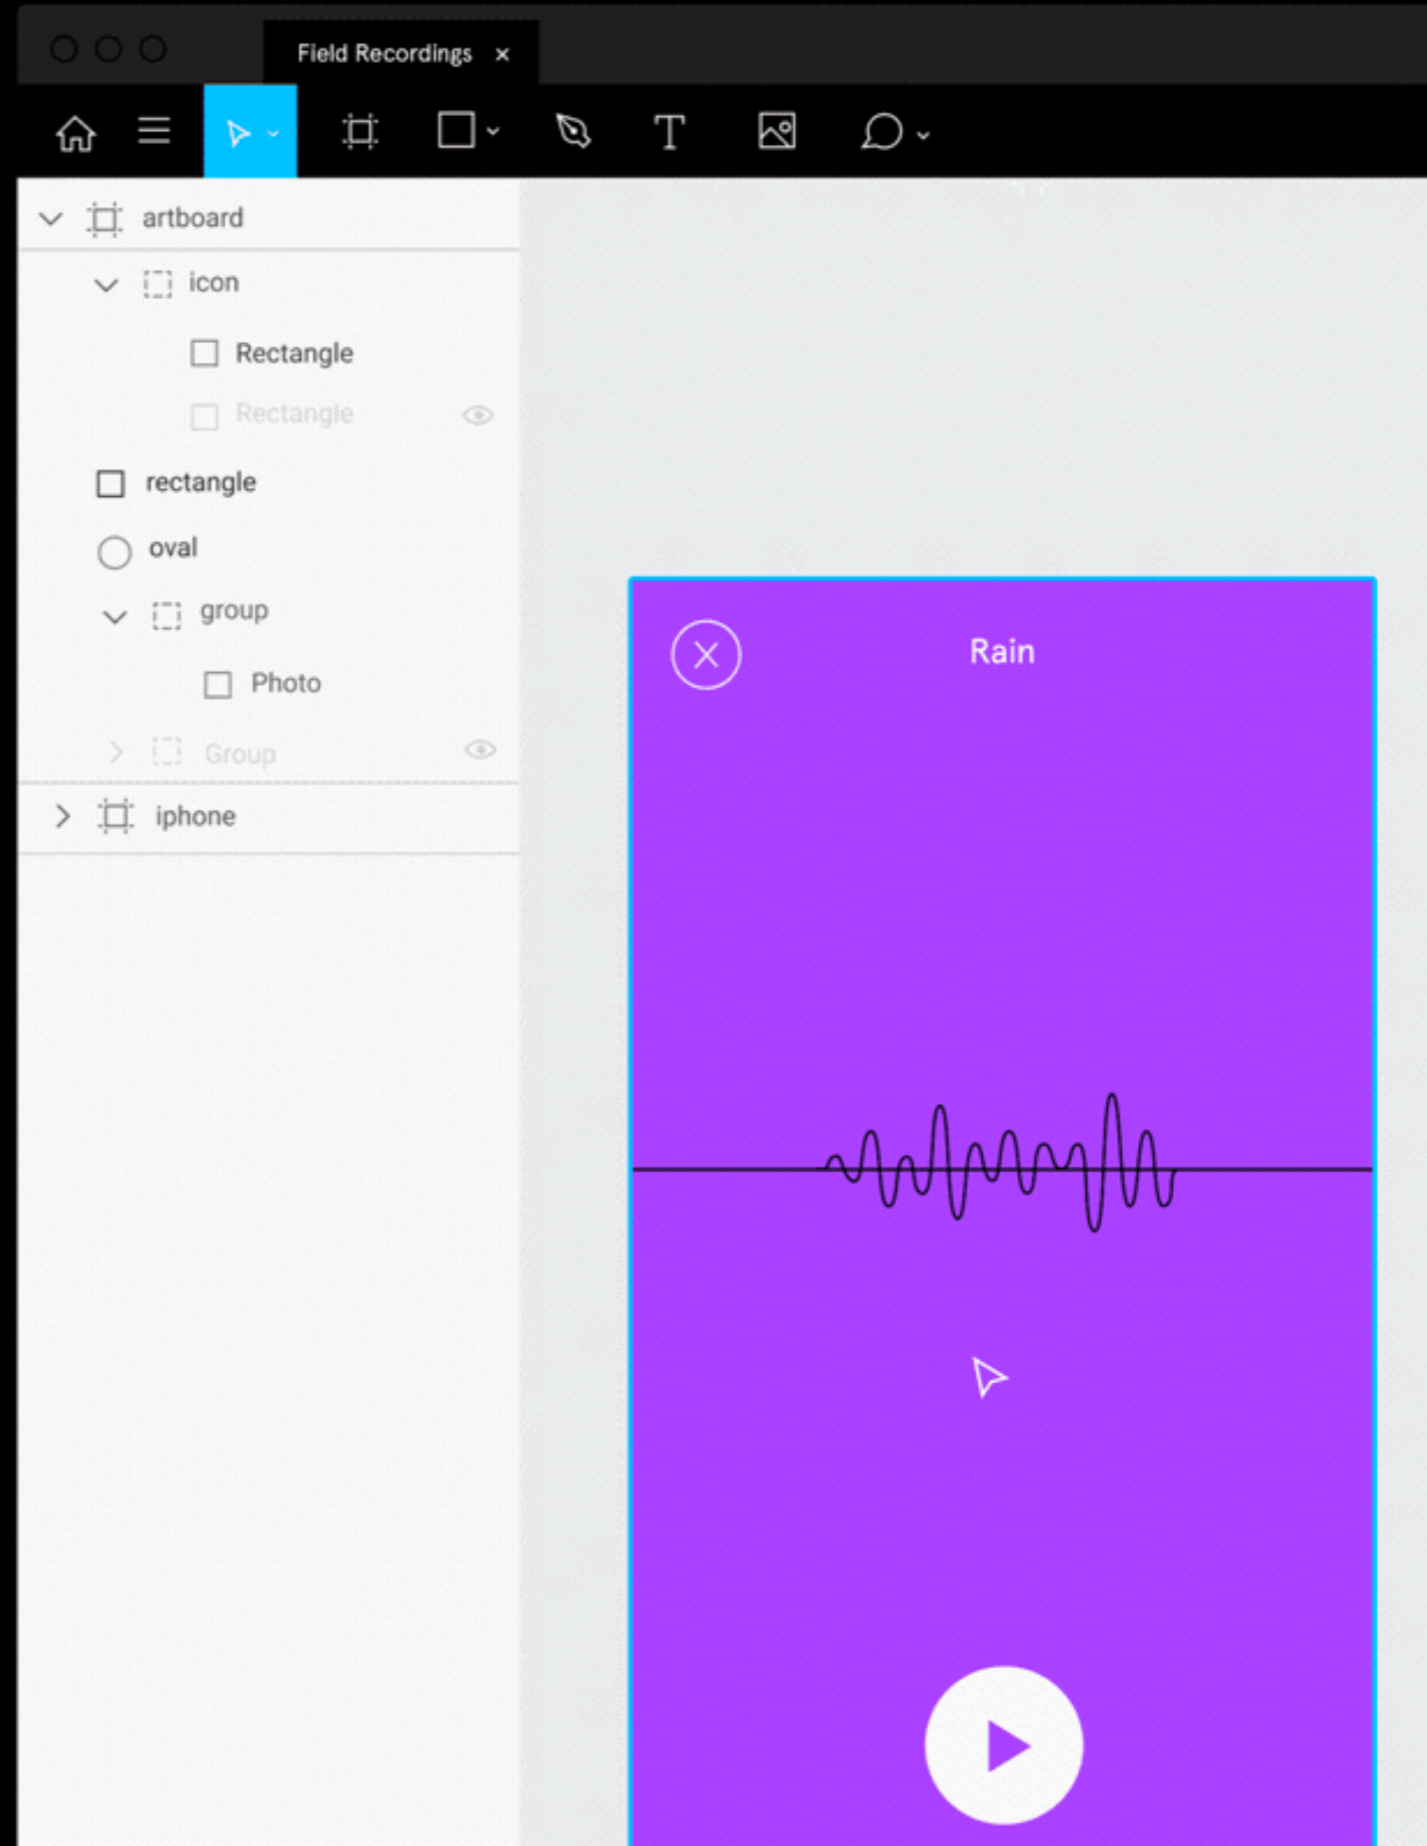 Field Recordings
T
artboard
icon
Rectangle
Rectangle
rectangle
oval
group
Photo
Group
iphone
Rain